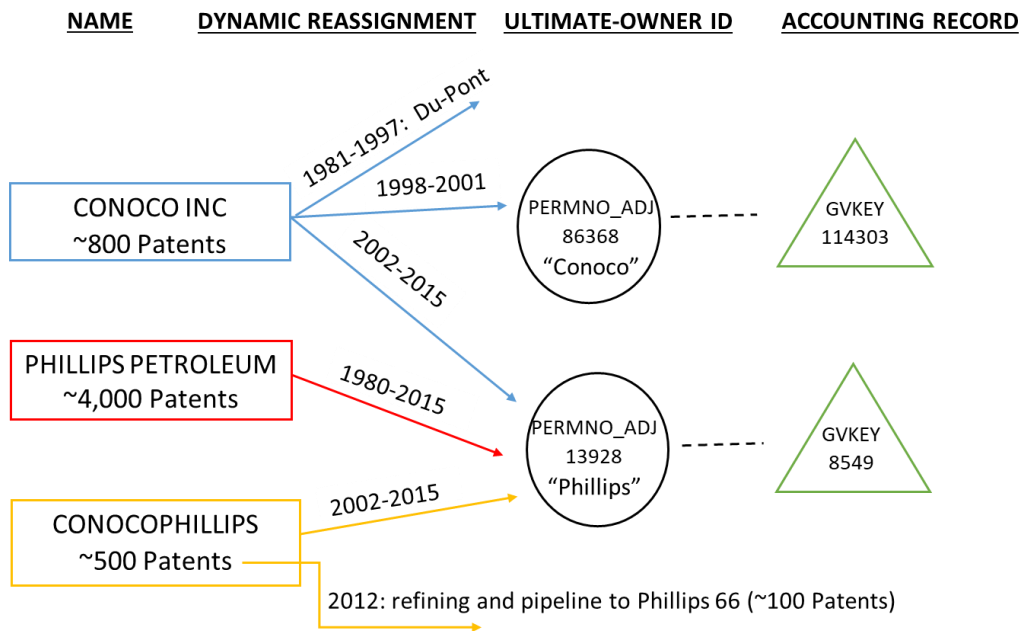 NAME
DYNAMIC REASSIGNMENT
ULTIMATE-OWNER ID
ACCOUNTING RECORD
1981-1997: Du-Pont
CONOCO INC
~800 Patents
1998-2001
2002-2015
PERMNO_ADJ
86368
“Conoco”
GVKEY
114303
PHILLIPS PETROLEUM
~4,000 Patents
1980-2015
PERMNO_ADJ
13928
“Phillips”
GVKEY
8549
CONOCOPHILLIPS
~500 Patents
2002-2015
2012: refining and pipeline to Phillips 66 (~100 Patents)